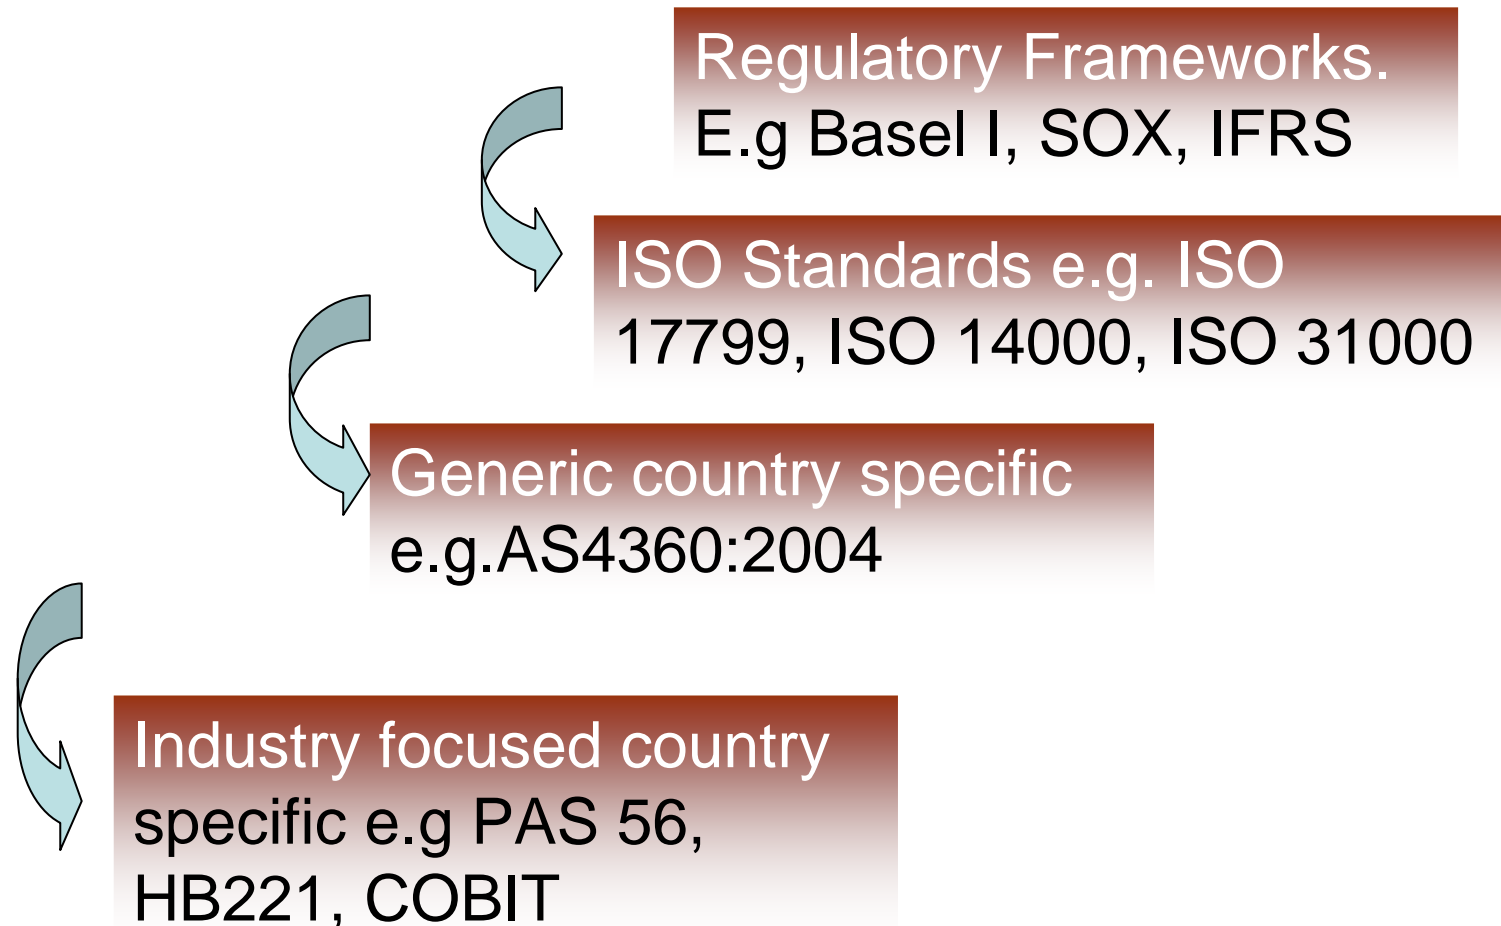 Regulatory Frameworks.
E.g Basel I, SOX, IFRS
ISO Standards e.g. ISO
17799, ISO 14000, ISO 31000
Generic country specific
e.g.AS4360:2004
Industry focused country
specific e.g PAS 56,
HB221, COBIT